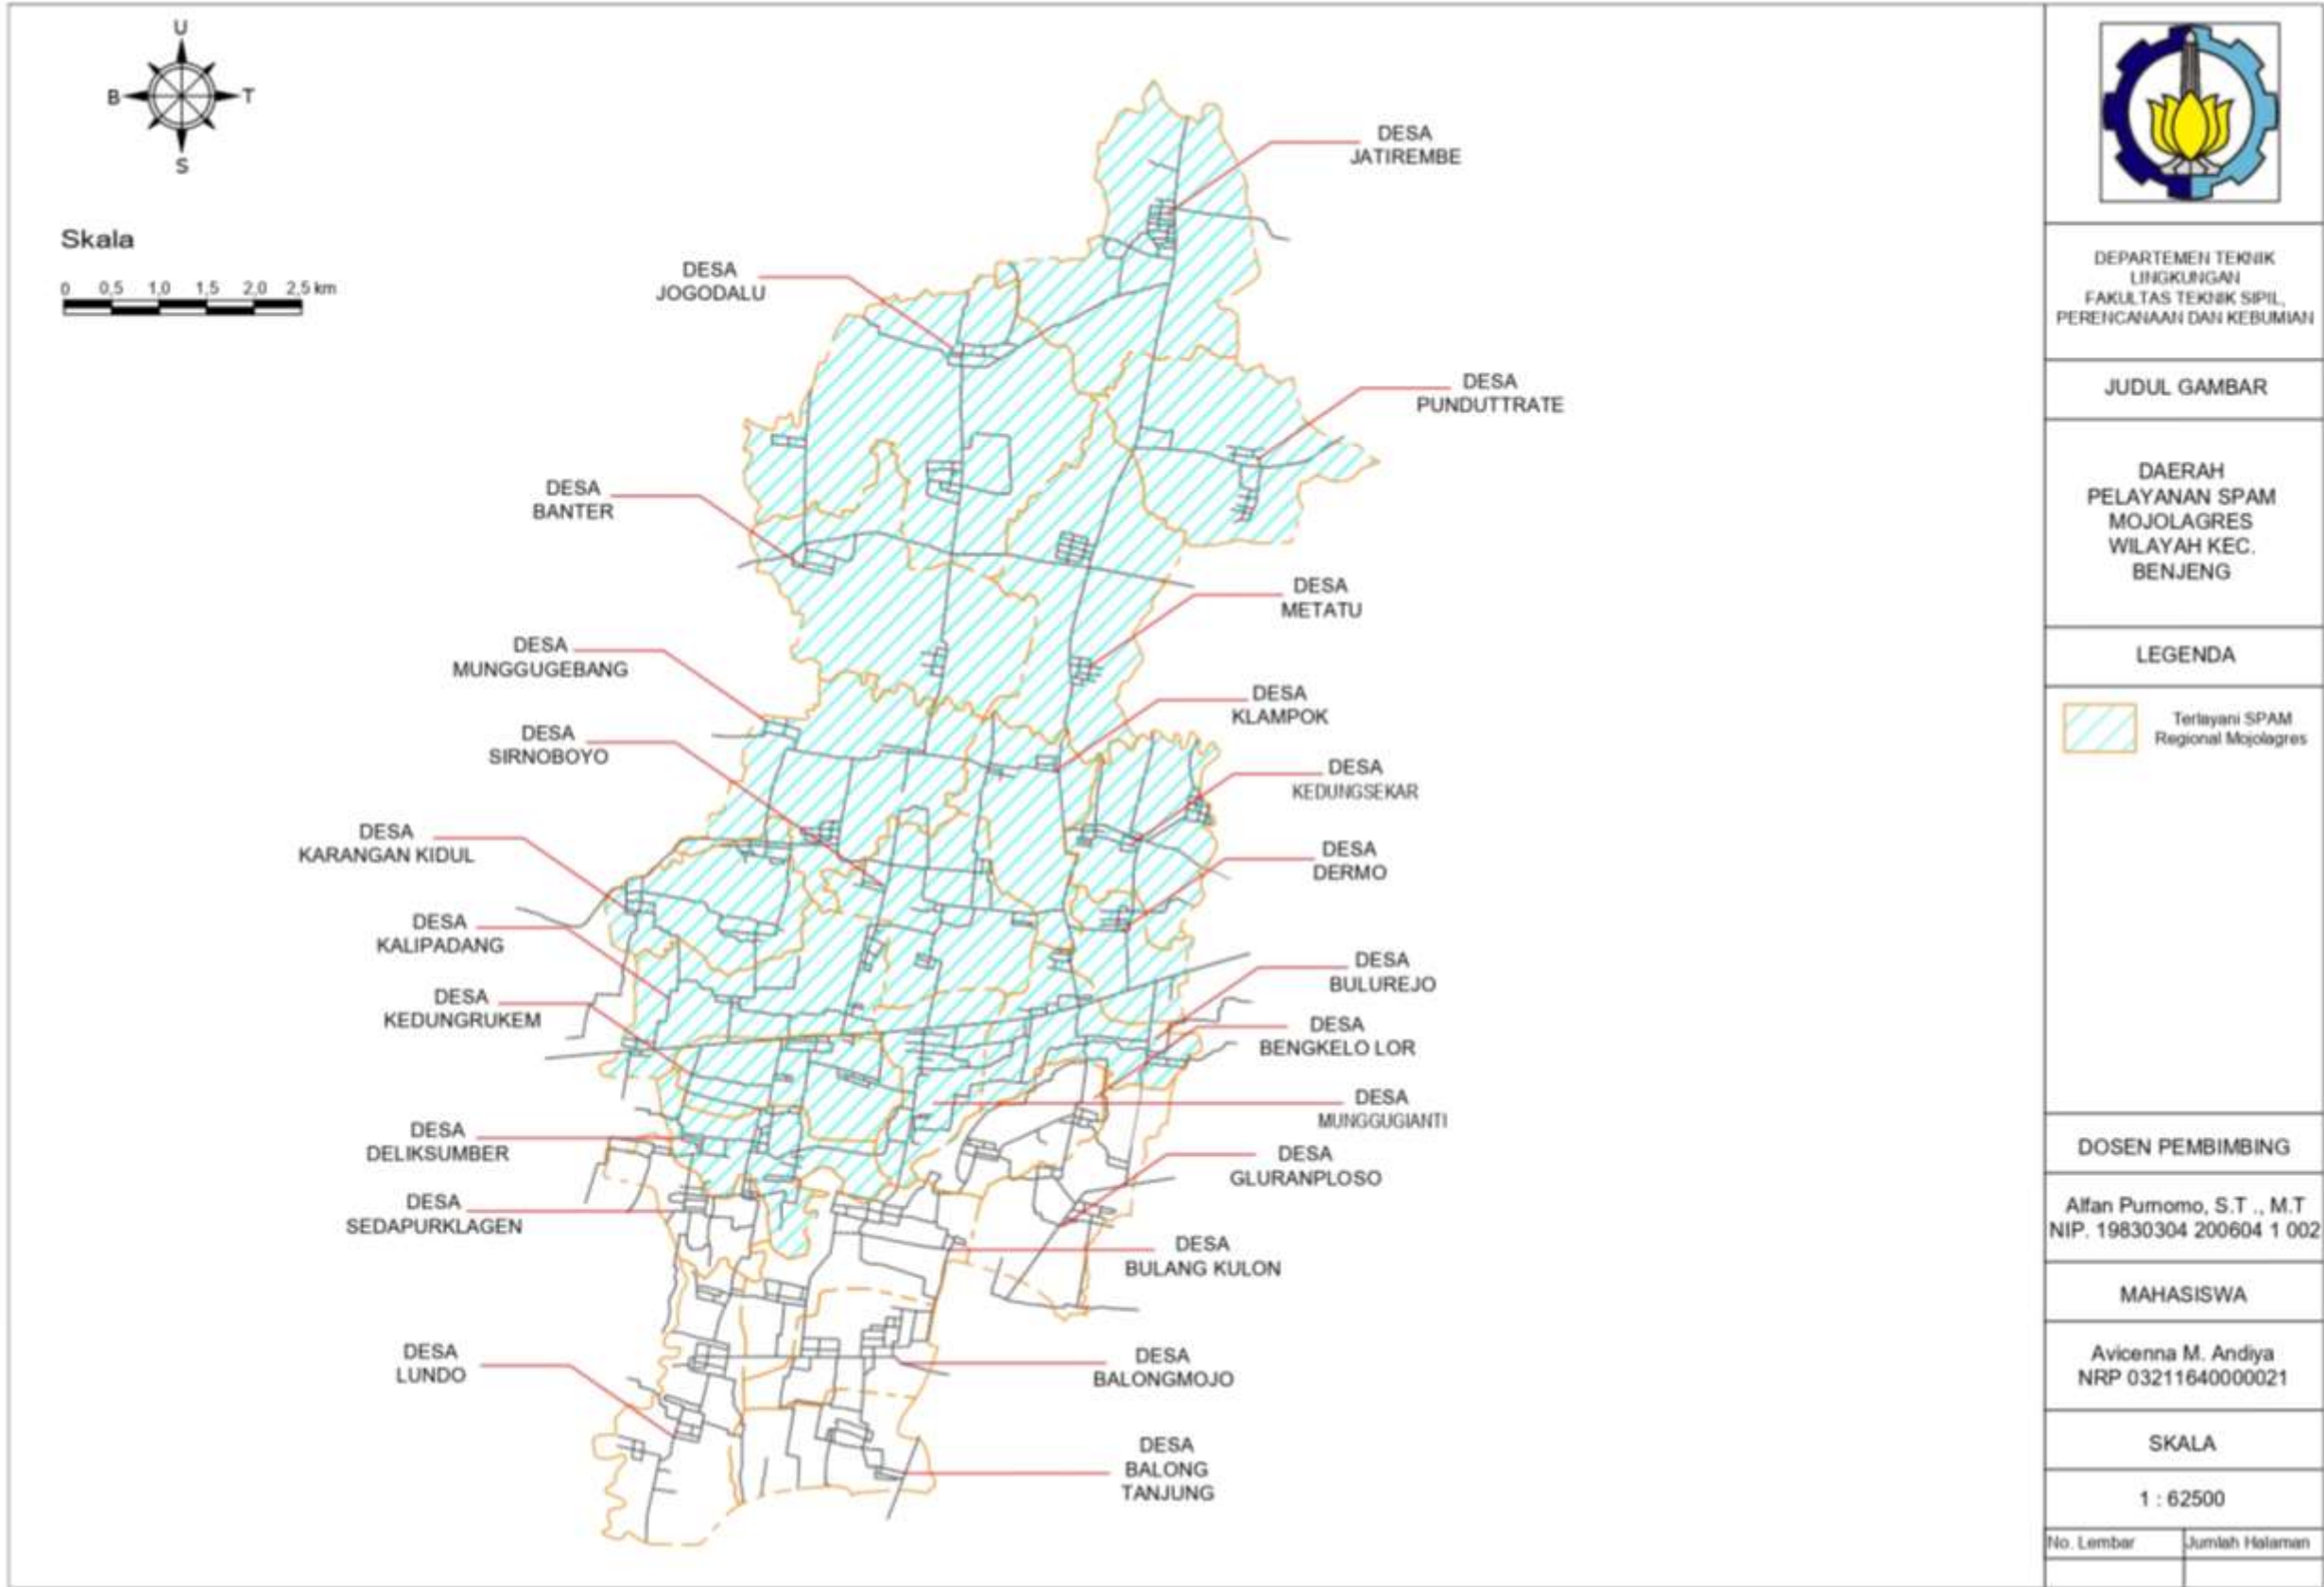 U
B
T
S
Skala
0 0,5 1,0 1,5 2,0 2,5 km
DESA
JATIREMBE
DESA
JOGODALU
DESA
PUNDUTTRATE
DESA
BANTER
DESA
METATU
DESA
MUNGGUGEBANG
DESA
KLAMPOK
DESA
SIRNOBOYO
DESA
KEDUNGSEKAR
DESA
KARANGAN KIDUL
DESA
DERMO
DESA
KALIPADANG
DESA
BULUREJO
DESA
KEDUNGRUKEM
DESA
BENGKELO LOR
DESA
MUNGGUGIANTI
DESA
DELIKSUMBER
DESA
GLURANPLOSO
DESA
SEDAPURKLAGEN
DESA
BULANG KULON
DESA
LUNDO
DESA
BALONGMOJO
DESA
BALONG
TANJUNG
DEPARTEMEN TEKNIK
LINGKUNGAN
FAKULTAS TEKNIK SIPIL,
PERENCANAAN DAN KEBUMIAN
JUDUL GAMBAR
DAERAH
PELAYANAN SPAM
MOJOLAGRES
WILAYAH KEC.
BENJENG
LEGENDA
Terlayani SPAM
Regional Mojolagres
DOSEN PEMBIMBING
Alfan Purnomo, S.T ., M.T
NIP. 19830304 200604 1 002
MAHASISWA
Avicenna M. Andiya
NRP 03211640000021
SKALA
1 : 62500
No. Lembar
Jumlah Halaman